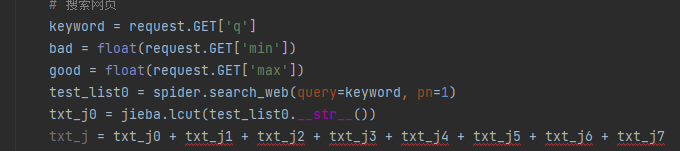 # 搜索网页
keyword = request.GET['q']
bad = float(request.GET['min'])
good = float(request.GET['max'])
test_list0 = spider.search_web(query=keyword, pn=1)
txt_j0 = jieba.lcut(test_list0.__str__())
txt_j = txt_j0 + txt_j1 + txt_j2 + txt_j3 + txt_j4 + txt_j5 + txt_j6 + txt_j7